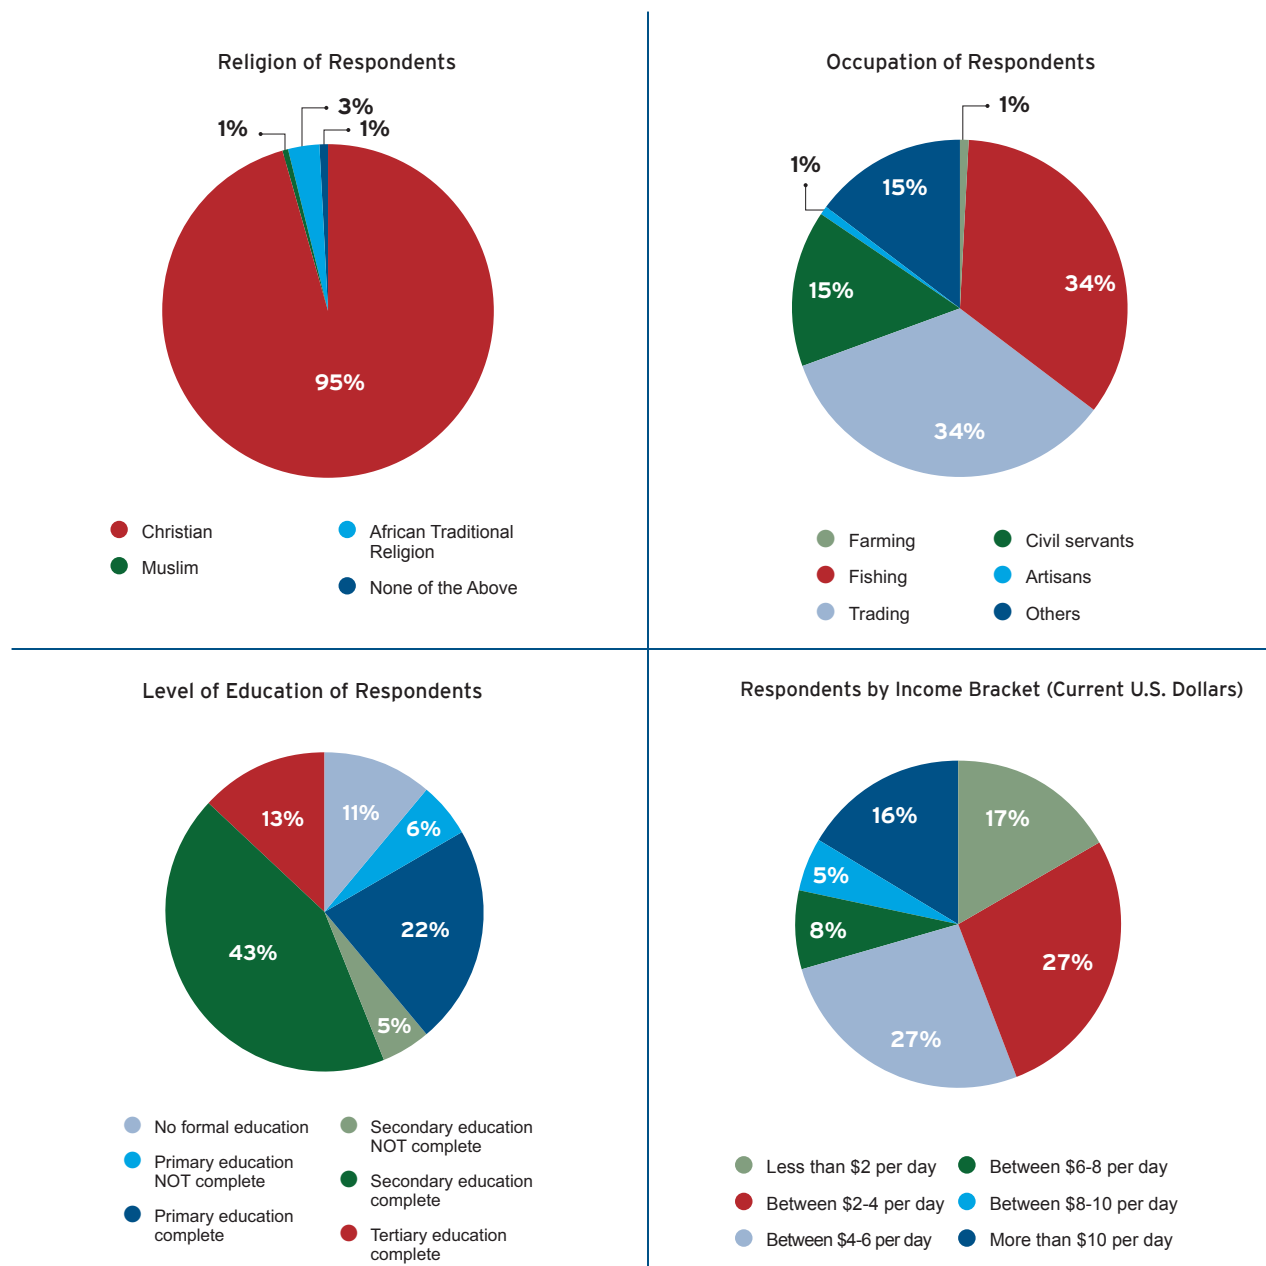 Religion of Respondents
3%
1%
1%
95%
Christian
Muslim
African Traditional
Religion
None of the Above
Occupation of Respondents
1%
1%
15%
34%
15%
34%
Farming
Fishing
Trading
Civil servants
Artisans
Others
Level of Education of Respondents
13%
11%
6%
22%
43%
5%
No formal education
Primary education
NOT complete
Primary education
complete
Secondary education
NOT complete
Secondary education
complete
Tertiary education
complete
Respondents by Income Bracket (Current U.S. Dollars)
16%
17%
5%
8%
27%
27%
Less than $2 per day
Between $2-4 per day
Between $4-6 per day
Between $6-8 per day
Between $8-10 per day
More than $10 per day